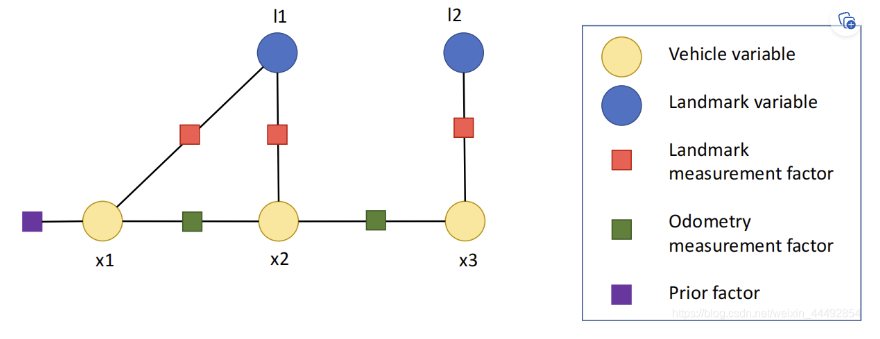 l1
l2
x1
x2
x3
Vehicle variable
Landmark variable
Landmark
measurement factor
Odometry
measurement factor
Prior factor
https://blog.csdn.net/weixin_44492854